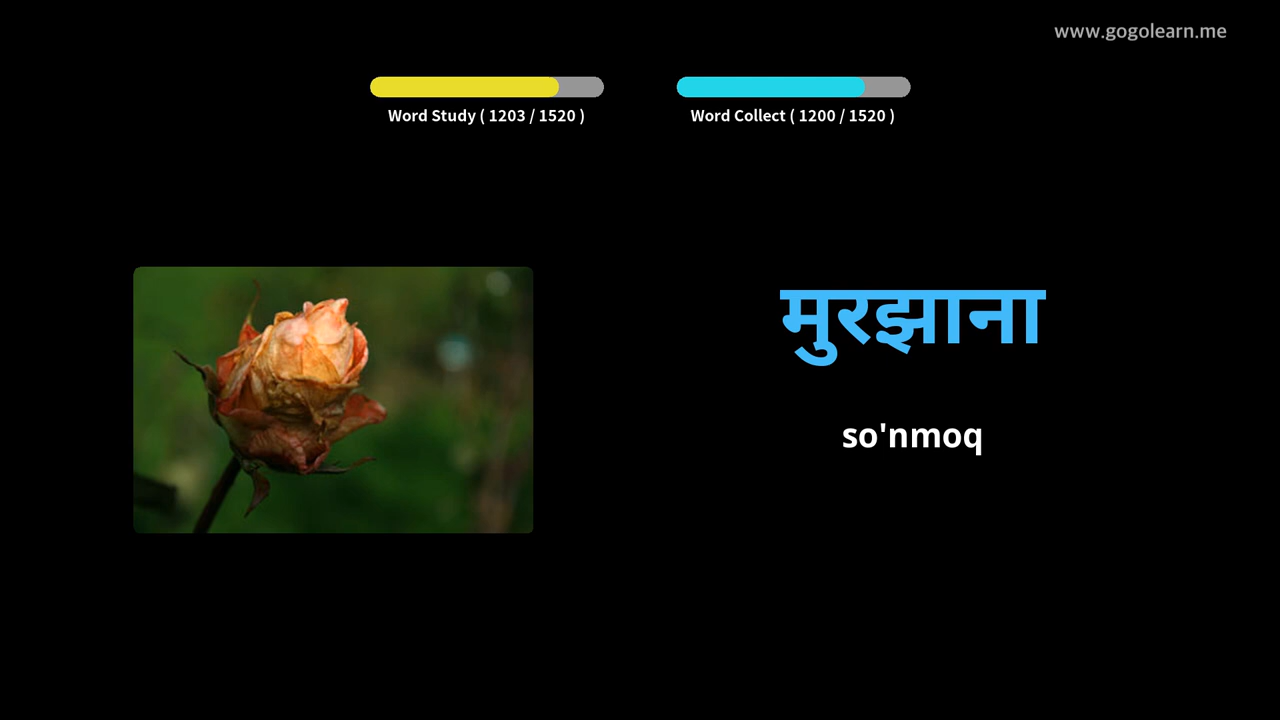 www.gogolearn.me
Word Study ( 1203 / 1520 )
Word Collect ( 1200 / 1520 )
मुरझाना
so'nmoq